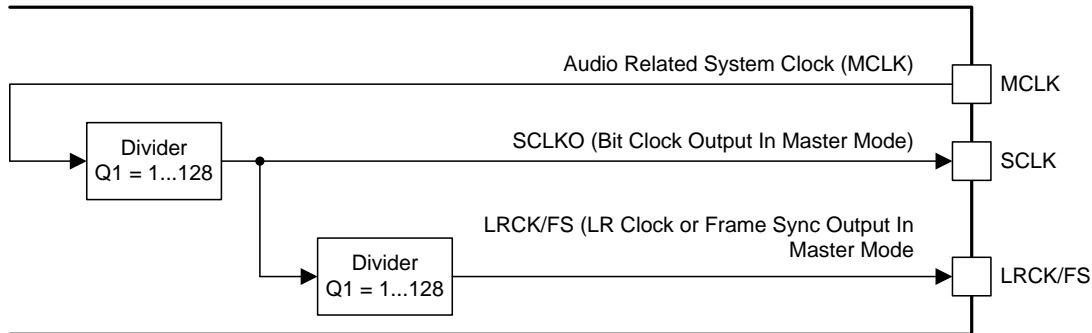 Audio Related System Clock (MCLK)
MCLK
Divider
Q1 = 1...128
SCLKO (Bit Clock Output In Master Mode)
SCLK
LRCK/FS (LR Clock or Frame Sync Output In
Master Mode
Divider
Q1 = 1...128
LRCK/FS